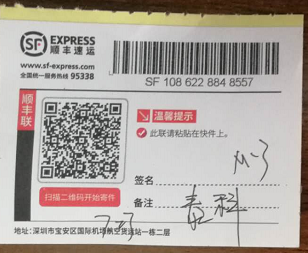 SF EXPRESS
顺丰速运
www.sf-express.com
全国统一服务热线 95338
SF 108 622 884 8557
顺丰联
温馨提示
此联请粘贴在快件上。
签名
扫描二维码开始寄件
备注
地址:深圳市宝安区国际机场航空货运站一栋二层